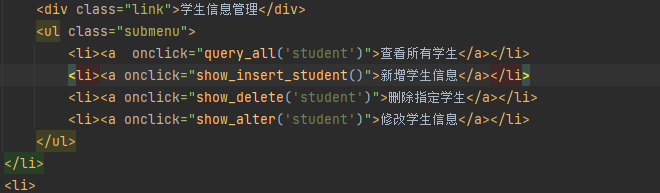 <div class="link">学生信息管理</div>
<ul class="submenu">
<li><a  onclick="query_all('student')">查看所有学生</a></li>
<li><a onclick="show_insert_student()">新增学生信息</a></li>
<li><a onclick="show_delete('student')">删除指定学生</a></li>
<li><a onclick="show_alter('student')">修改学生信息</a></li>
</ul>
</li>
<li>